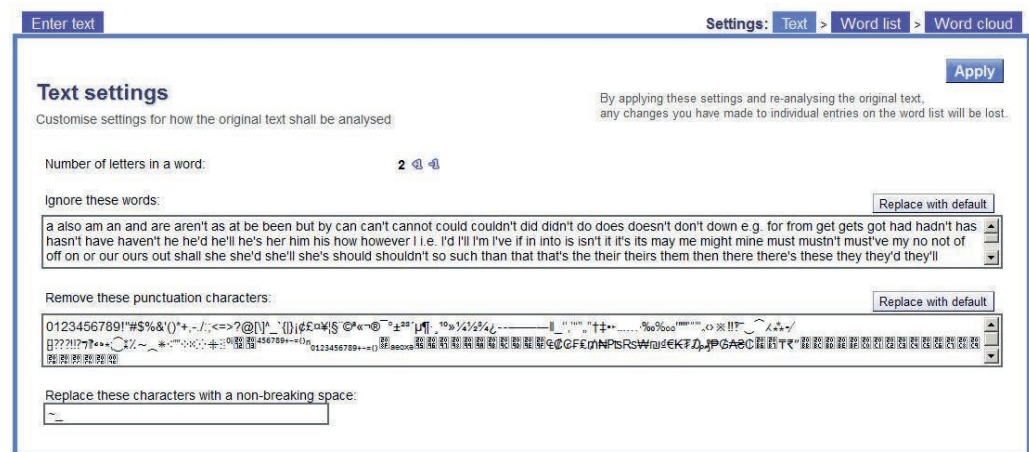 Enter text
Settings: Text > Word list > Word cloud
Apply
Text settings
Customise settings for how the original text shall be analysed
By applying these settings and re-analysing the original text,
any changes you have made to individual entries on the word list will be lost.
Number of letters in a word: 2
Ignore these words:
Replace with default
a also am an and are aren't as at be been but by can can't cannot could couldn't did didn't do does doesn't don't down e.g. for from get gets got had hadn't has
hasn't have haven't he he'd he'll he's her him his how however I i.e. I'd I'll I'm I've if in into is isn't it it's its may me might mine must mustn't must've my no not of
off on or our ours out shall she she'd she'll she's should shouldn't so such than that that's the their theirs them then there there's these they they'd they'll
Remove these punctuation characters:
Replace with default
0123456789!"#$%&'()*+,-./:;<=>?@[\]^_`{|}¡¢£¤¥¦§¨©ª«¬®¯°±²³´µ¶·¸¹º»¼½¾¿
Replace these characters with a non-breaking space:
~_